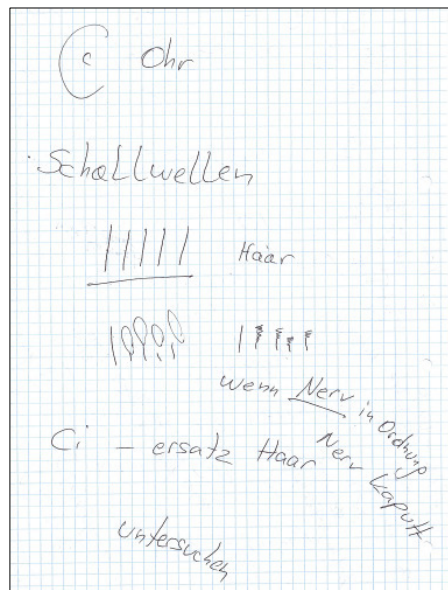 Ohr
Schallwellen
Haar
wenn Nerv in Ordnung
Nerv kaputt
Ci - ersatz Haar
untersuchen